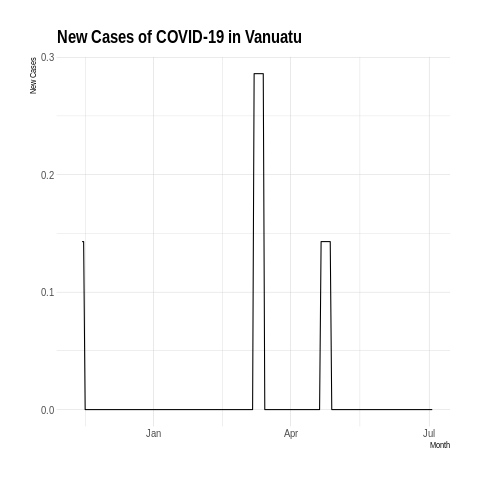 New Cases of COVID-19 in Vanuatu
New Cases
0.3
0.2
0.1
0.0
Jan Apr Jul
Month